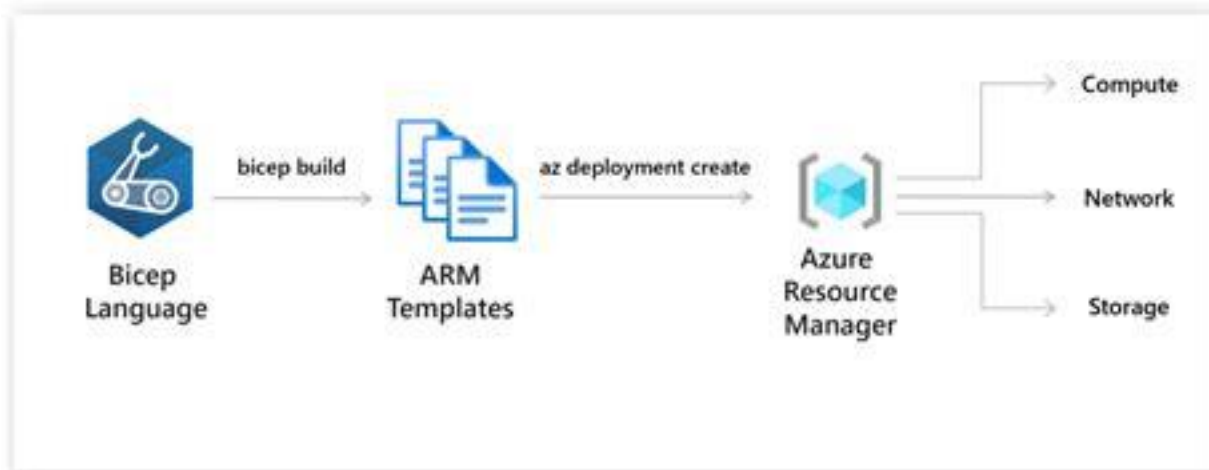 bicep build
Bicep
Language
az deployment create
ARM
Templates
Azure
Resource
Manager
Compute
Network
Storage